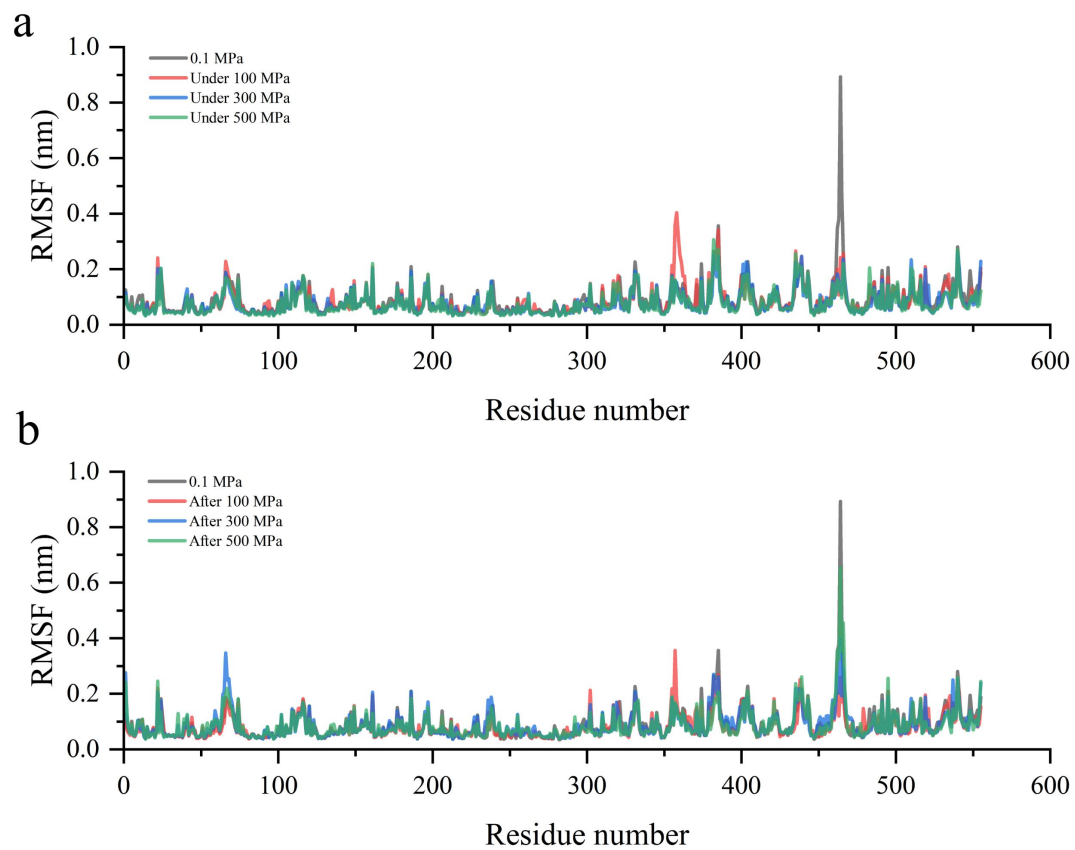 a
1.0
0.8
0.6
0.4
0.2
0.0
RMSF (nm)
0.1 MPa
Under 100 MPa
Under 300 MPa
Under 500 MPa
0 100 200 300 400 500 600
Residue number
b
1.0
0.8
0.6
0.4
0.2
0.0
RMSF (nm)
0.1 MPa
After 100 MPa
After 300 MPa
After 500 MPa
0 100 200 300 400 500 600
Residue number